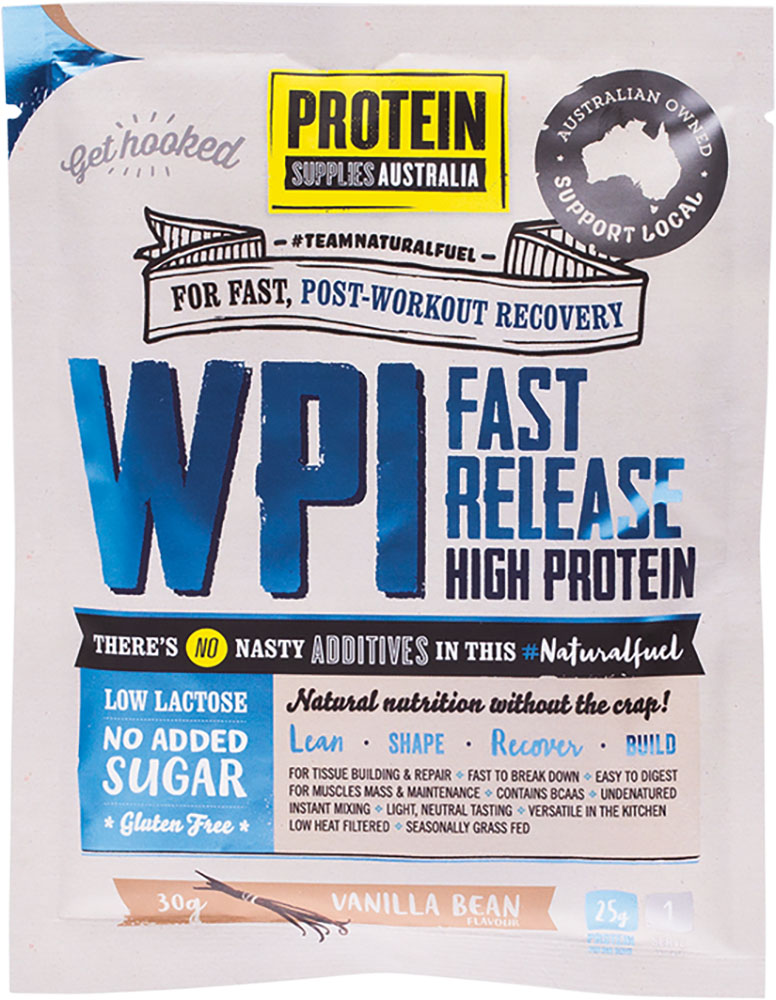 Get hooked
PROTEIN
SUPPLIES AUSTRALIA
AUSTRALIAN OWNED
SUPPORT LOCAL
#TEAMNATURALFUEL
FOR FAST, POST-WORKOUT RECOVERY
WPI
FAST
RELEASE
HIGH PROTEIN
THERE'S NO NASTY ADDITIVES IN THIS #Naturalfuel
LOW LACTOSE
NO ADDED
SUGAR
* Gluten Free *
Natural nutrition without the crap!
Lean · SHAPE · Recover · BUILD
FOR TISSUE BUILDING & REPAIR ❖ FAST TO BREAK DOWN ❖ EASY TO DIGEST
FOR MUSCLES MASS & MAINTENANCE ❖ CONTAINS BCAAS ❖ UNDENATURED
INSTANT MIXING ❖ LIGHT, NEUTRAL TASTING ❖ VERSATILE IN THE KITCHEN
LOW HEAT FILTERED ❖ SEASONALLY GRASS FED
30g
VANILLA BEAN
FLAVOUR
25g
PROTEIN
1